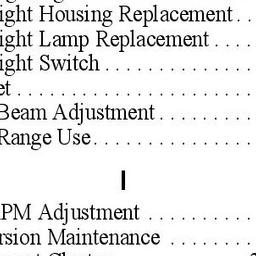 ight Housing Replacement . .
ight Lamp Replacement . . . .
ight Switch . . . . . . . . . . . . .
et . . . . . . . . . . . . . . . . . . . .
Beam Adjustment . . . . . . . .
Range Use . . . . . . . . . . . . . .
I
PM Adjustment . . . . . . . . .
rsion Maintenance . . . . . . .